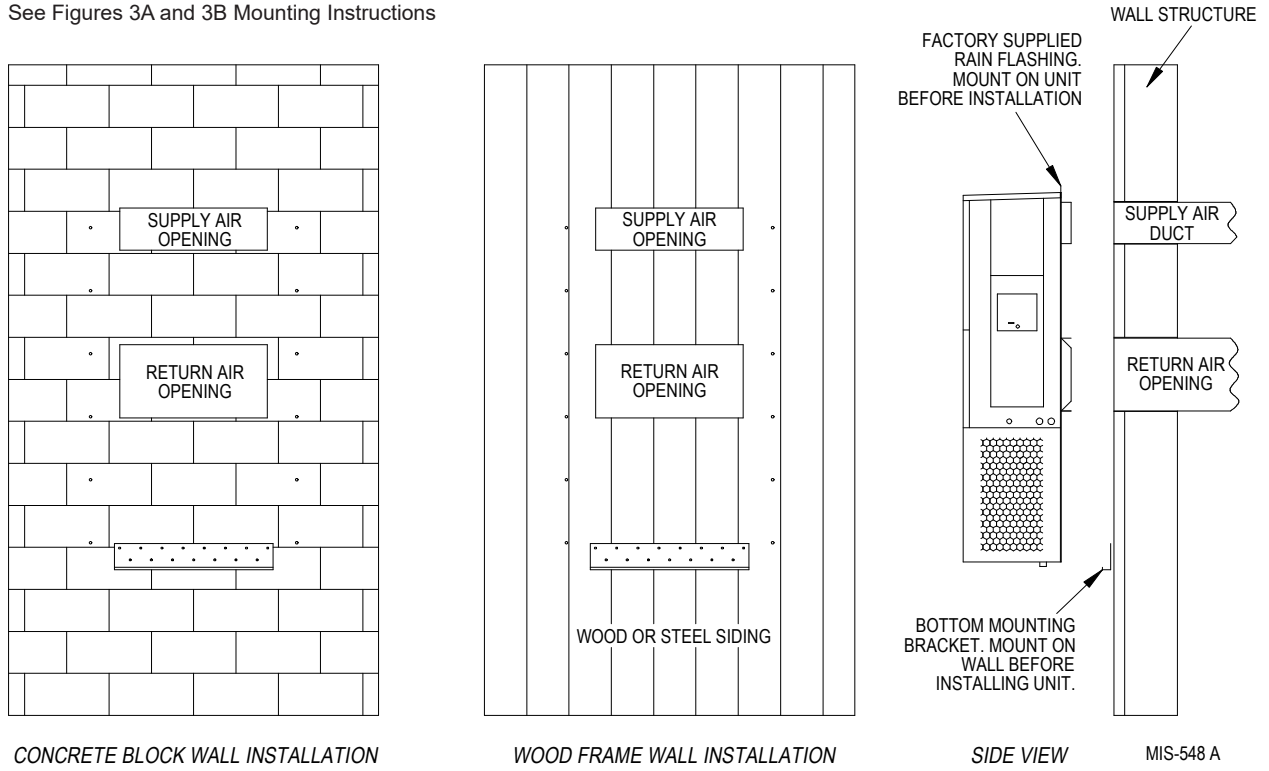 See Figures 3A and 3B Mounting Instructions
WALL STRUCTURE
FACTORY SUPPLIED
RAIN FLASHING.
MOUNT ON UNIT
BEFORE INSTALLATION
SUPPLY AIR
OPENING
SUPPLY AIR
OPENING
SUPPLY AIR
DUCT
RETURN AIR
OPENING
RETURN AIR
OPENING
RETURN AIR
OPENING
WOOD OR STEEL SIDING
BOTTOM MOUNTING
BRACKET. MOUNT ON
WALL BEFORE
INSTALLING UNIT.
CONCRETE BLOCK WALL INSTALLATION
WOOD FRAME WALL INSTALLATION
SIDE VIEW
MIS-548 A